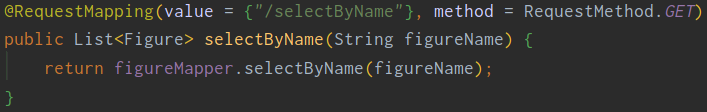 @RequestMapping(value = {"/selectByName"}, method = RequestMethod.GET)
public List<Figure> selectByName(String figureName) {
return figureMapper.selectByName(figureName);
}